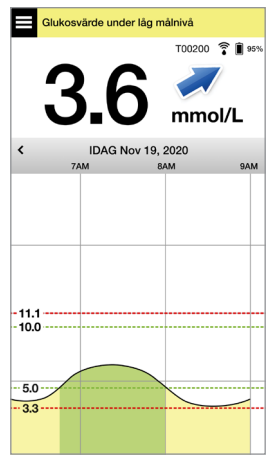 Glukosvärde under låg målnivå
T00200 95%
3.6
mmol/L
< IDAG Nov 19, 2020
7AM 8AM 9AM
11.1
10.0
5.0
3.3